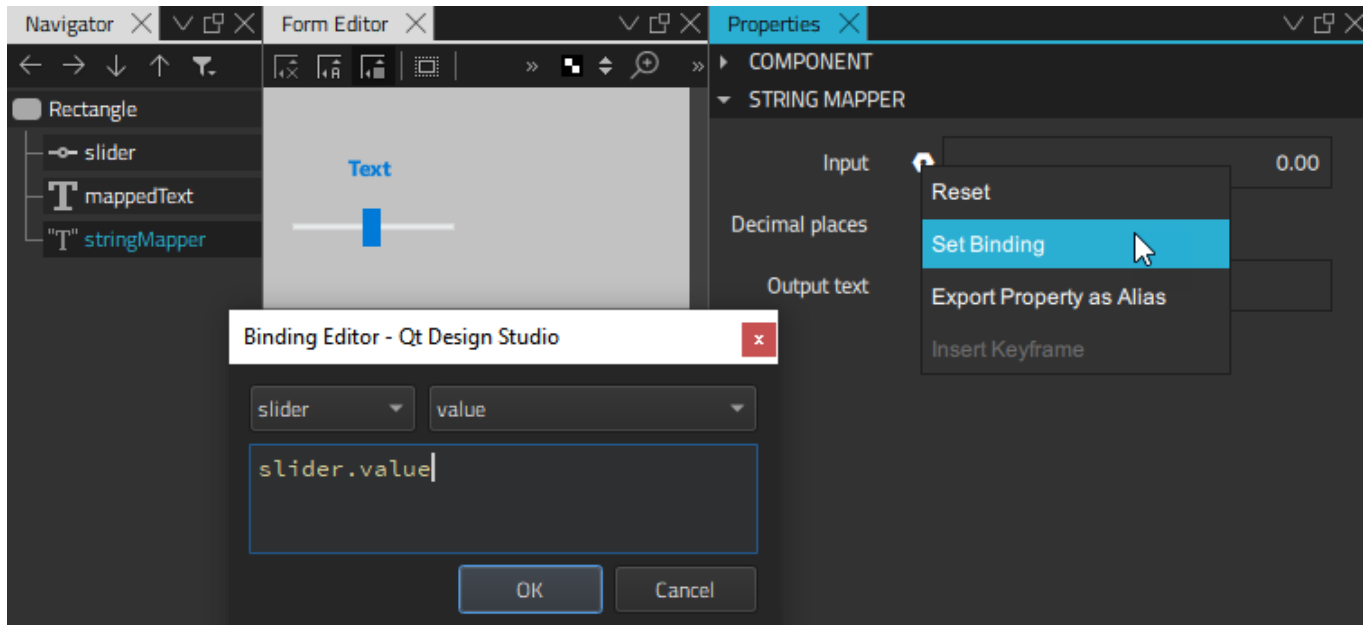 Navigator
Form Editor
Properties
COMPONENT
STRING MAPPER
Rectangle
slider
T mappedText
"T" stringMapper
Text
Input
0.00
Decimal places
Output text
Reset
Set Binding
Export Property as Alias
Insert Keyframe
Binding Editor - Qt Design Studio
x
slider
value
slider.value
OK
Cancel